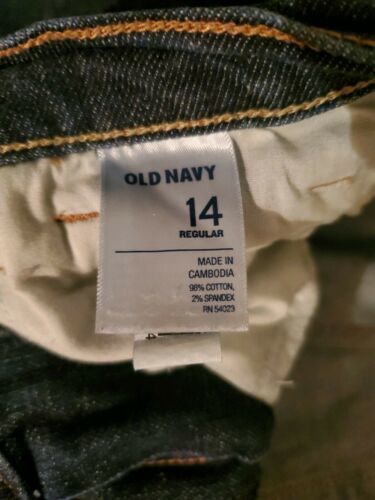 OLD NAVY
14
REGULAR
MADE IN
CAMBODIA
98% COTTON,
2% SPANDEX
RN 54023